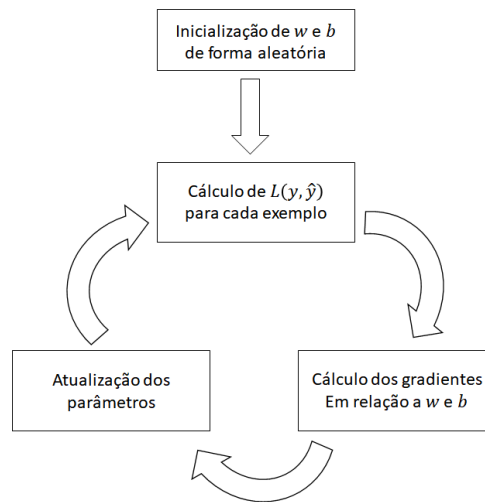 Inicialização de w e b
de forma aleatória
Cálculo de L(y, ŷ)
para cada exemplo
Atualização dos
parâmetros
Cálculo dos gradientes
Em relação a w e b